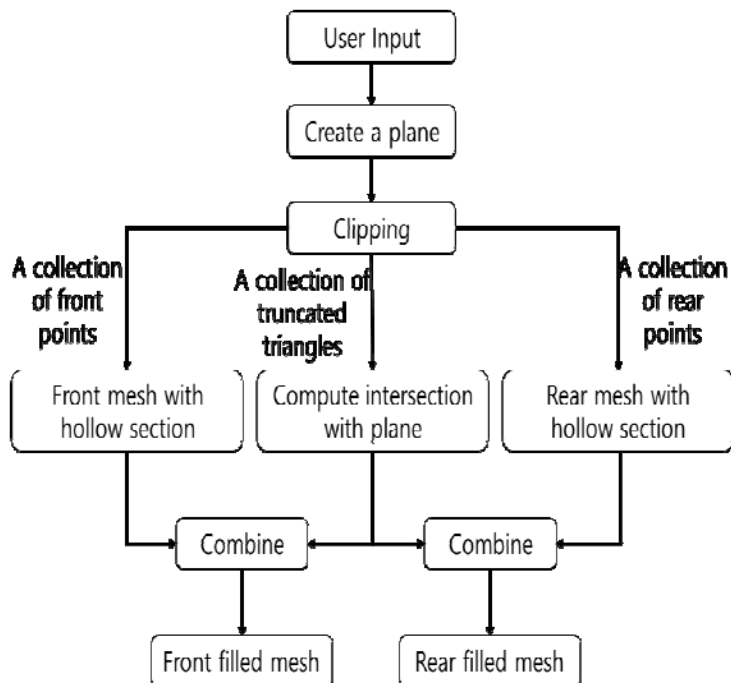 User Input
Create a plane
Clipping
A collection
of front
points
A collection of
truncated
triangles
A collection
of rear
points
Front mesh with
hollow section
Compute intersection
with plane
Rear mesh with
hollow section
Combine
Combine
Front filled mesh
Rear filled mesh